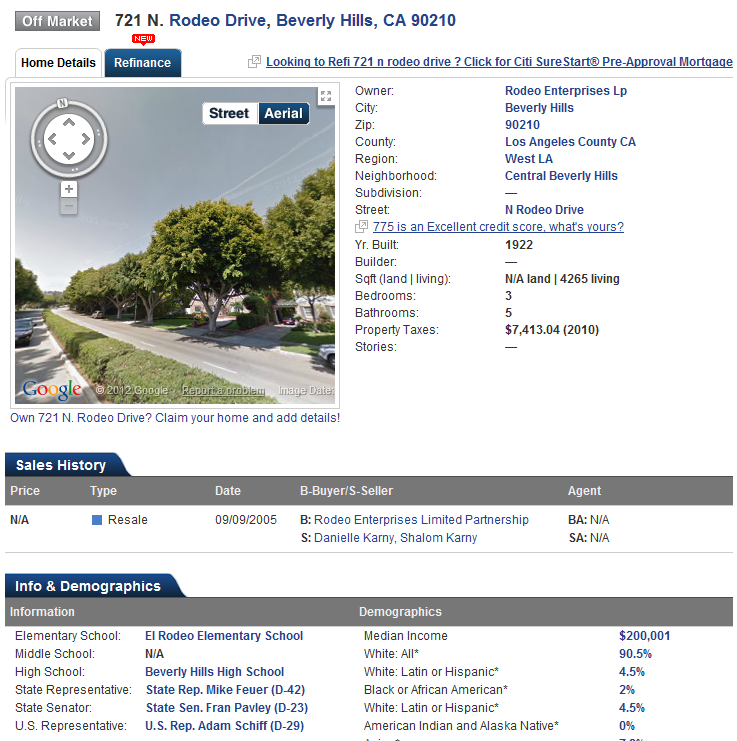 Off Market 721 N. Rodeo Drive, Beverly Hills, CA 90210
NEW
Home Details Refinance Looking to Refi 721 n rodeo drive ? Click for Citi SureStart® Pre-Approval Mortgage
N
Street Aerial
+
−
Google © 2012 Google - Report a problem - Image Date:
Own 721 N. Rodeo Drive? Claim your home and add details!
Owner: Rodeo Enterprises Lp
City: Beverly Hills
Zip: 90210
County: Los Angeles County CA
Region: West LA
Neighborhood: Central Beverly Hills
Subdivision: —
Street: N Rodeo Drive
775 is an Excellent credit score, what's yours?
Yr. Built: 1922
Builder: —
Sqft (land | living): N/A land | 4265 living
Bedrooms: 3
Bathrooms: 5
Property Taxes: $7,413.04 (2010)
Stories: —
Sales History
Price Type Date B-Buyer/S-Seller Agent
N/A Resale 09/09/2005 B: Rodeo Enterprises Limited Partnership BA: N/A
S: Danielle Karny, Shalom Karny SA: N/A
Info & Demographics
Information Demographics
Elementary School: El Rodeo Elementary School Median Income $200,001
Middle School: N/A White: All* 90.5%
High School: Beverly Hills High School White: Latin or Hispanic* 4.5%
State Representative: State Rep. Mike Feuer (D-42) Black or African American* 2%
State Senator: State Sen. Fran Pavley (D-23) White: Latin or Hispanic* 4.5%
U.S. Representative: U.S. Rep. Adam Schiff (D-29) American Indian and Alaska Native* 0%